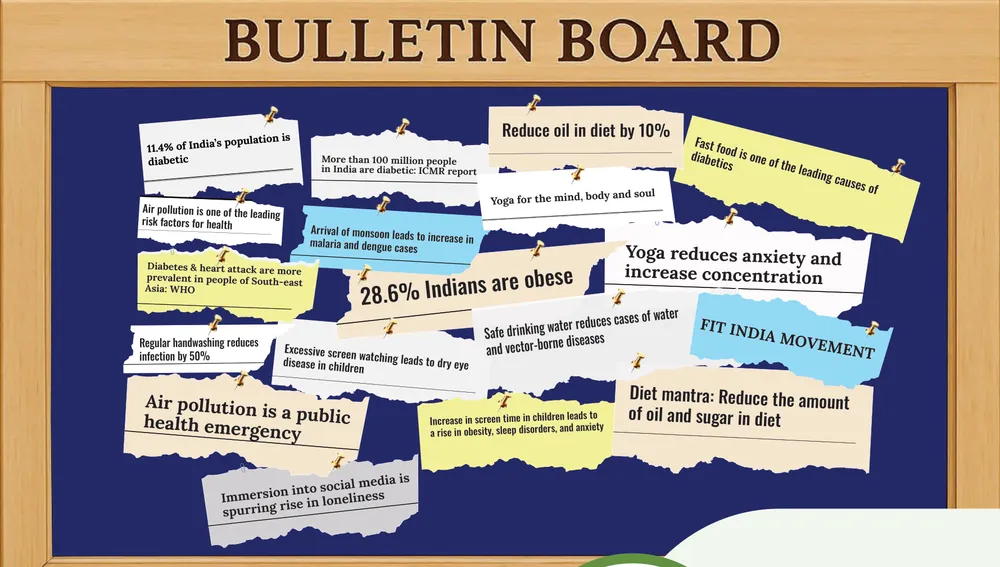 BULLETIN BOARD
11.4% of India's population is
diabetic
More than 100 million people
in India are diabetic: ICMR report
Reduce oil in diet by 10%
Fast food is one of the leading causes of
diabetics
Air pollution is one of the leading
risk factors for health
Arrival of monsoon leads to increase in
malaria and dengue cases
Yoga for the mind, body and soul
Diabetes & heart attack are more
prevalent in people of South-east
Asia: WHO
28.6% Indians are obese
Yoga reduces anxiety and
increase concentration
Regular handwashing reduces
infection by 50%
Excessive screen watching leads to dry eye
disease in children
Safe drinking water reduces cases of water
and vector-borne diseases
FIT INDIA MOVEMENT
Air pollution is a public
health emergency
Increase in screen time in children leads to
a rise in obesity, sleep disorders, and anxiety
Diet mantra: Reduce the amount
of oil and sugar in diet
Immersion into social media is
spurring rise in loneliness